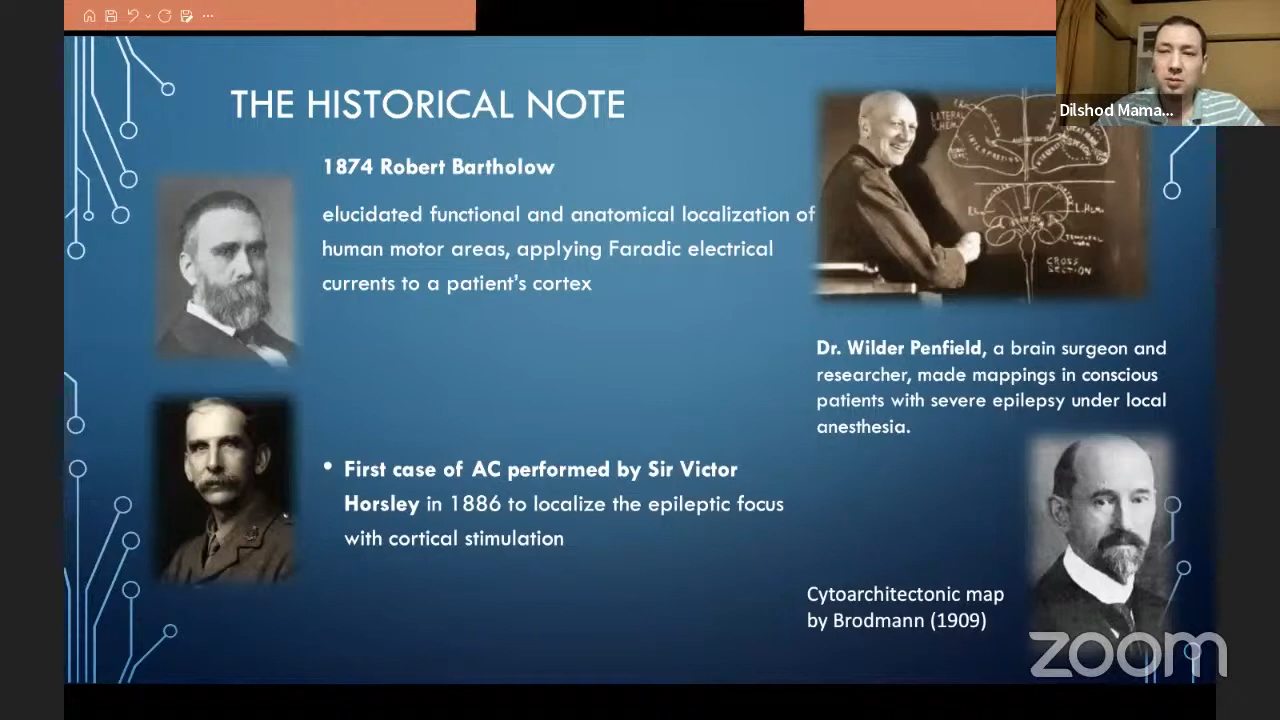 THE HISTORICAL NOTE
1874 Robert Bartholow
elucidated functional and anatomical localization of
human motor areas, applying Faradic electrical
currents to a patient's cortex
• First case of AC performed by Sir Victor
Horsley in 1886 to localize the epileptic focus
with cortical stimulation
LATERAL
CROSS
SECTION
Dr. Wilder Penfield, a brain surgeon and
researcher, made mappings in conscious
patients with severe epilepsy under local
anesthesia.
Cytoarchitectonic map
by Brodmann (1909)
Dilshod Mama...
zoom